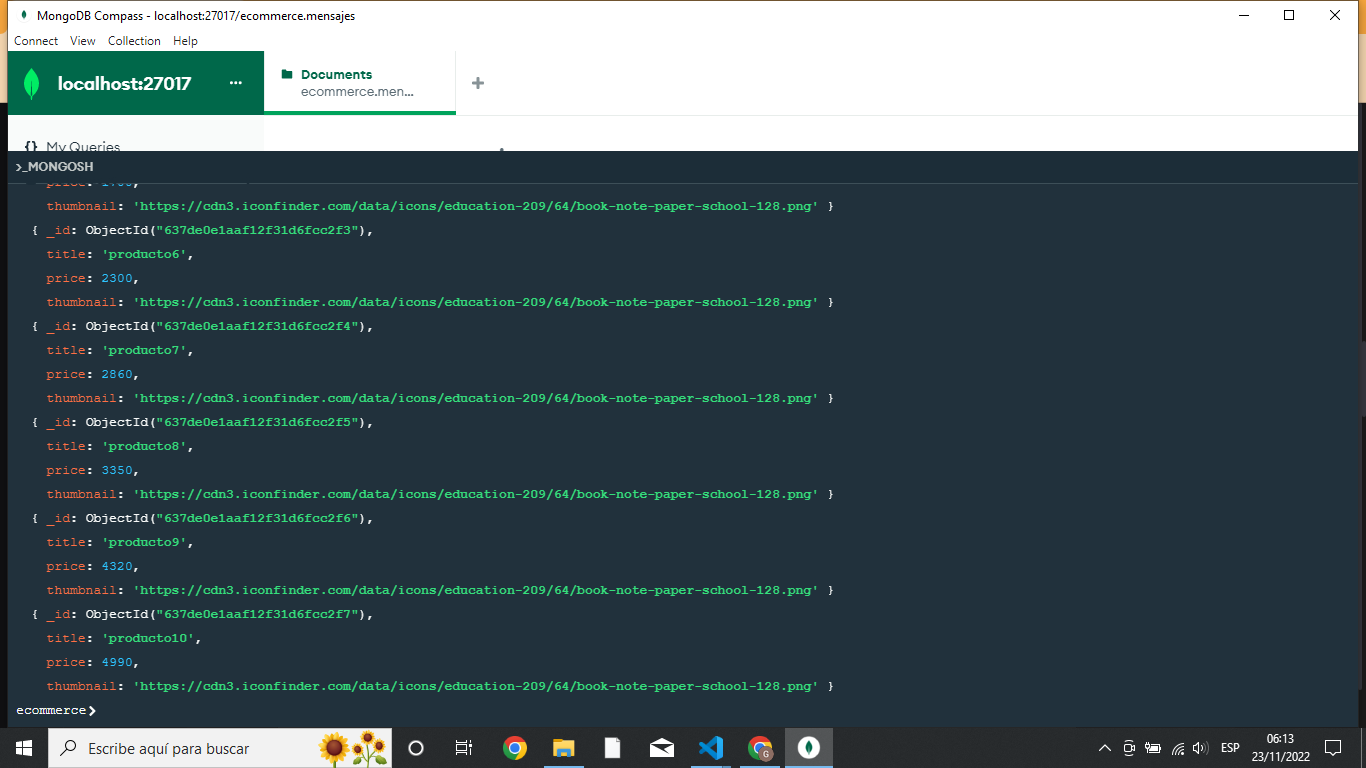 MongoDB Compass - localhost:27017/ecommerce.mensajes
Connect View Collection Help
localhost:27017 ...
Documents
ecommerce.men...
{} My Queries
>_MONGOSH
thumbnail: 'https://cdn3.iconfinder.com/data/icons/education-209/64/book-note-paper-school-128.png' }
{ _id: ObjectId("637de0e1aaf12f31d6fcc2f3"),
title: 'producto6',
price: 2300,
thumbnail: 'https://cdn3.iconfinder.com/data/icons/education-209/64/book-note-paper-school-128.png' }
{ _id: ObjectId("637de0e1aaf12f31d6fcc2f4"),
title: 'producto7',
price: 2860,
thumbnail: 'https://cdn3.iconfinder.com/data/icons/education-209/64/book-note-paper-school-128.png' }
{ _id: ObjectId("637de0e1aaf12f31d6fcc2f5"),
title: 'producto8',
price: 3350,
thumbnail: 'https://cdn3.iconfinder.com/data/icons/education-209/64/book-note-paper-school-128.png' }
{ _id: ObjectId("637de0e1aaf12f31d6fcc2f6"),
title: 'producto9',
price: 4320,
thumbnail: 'https://cdn3.iconfinder.com/data/icons/education-209/64/book-note-paper-school-128.png' }
{ _id: ObjectId("637de0e1aaf12f31d6fcc2f7"),
title: 'producto10',
price: 4990,
thumbnail: 'https://cdn3.iconfinder.com/data/icons/education-209/64/book-note-paper-school-128.png' }
ecommerce>
Escribe aquí para buscar
G
ESP
06:13
23/11/2022